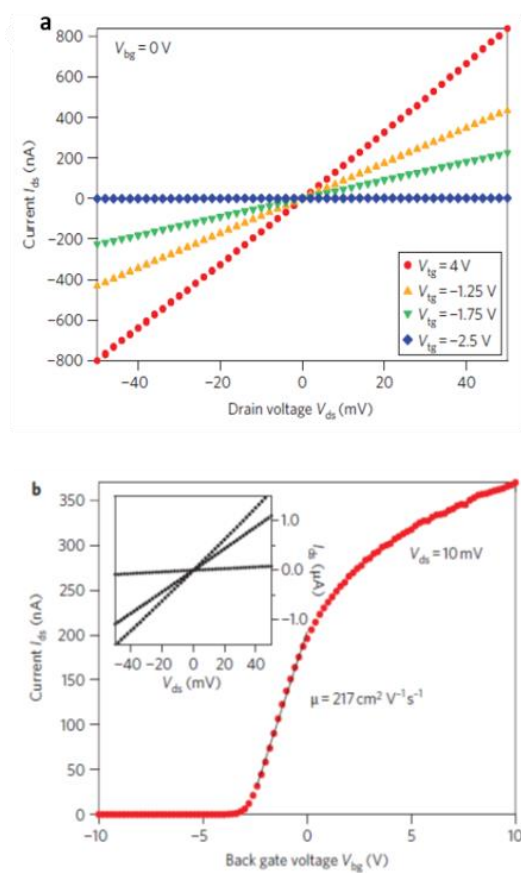 a
V_bg = 0 V
800
600
400
200
0
−200
−400
−600
−800
Current I_ds (nA)
V_tg = 4 V
V_tg = −1.25 V
V_tg = −1.75 V
V_tg = −2.5 V
−40 −20 0 20 40
Drain voltage V_ds (mV)
b
350
300
250
200
150
100
50
0
Current I_ds (nA)
1.0
0.0
−1.0
I_ds (μA)
−40 −20 0 20 40
V_ds (mV)
V_ds = 10 mV
μ = 217 cm² V⁻¹ s⁻¹
−10 −5 0 5 10
Back gate voltage V_bg (V)